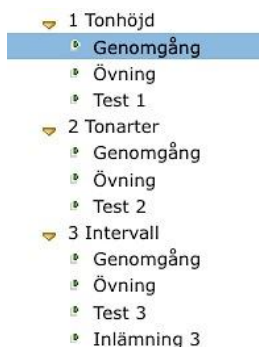 1 Tonhöjd
Genomgång
Övning
Test 1
2 Tonarter
Genomgång
Övning
Test 2
3 Intervall
Genomgång
Övning
Test 3
Inlämning 3